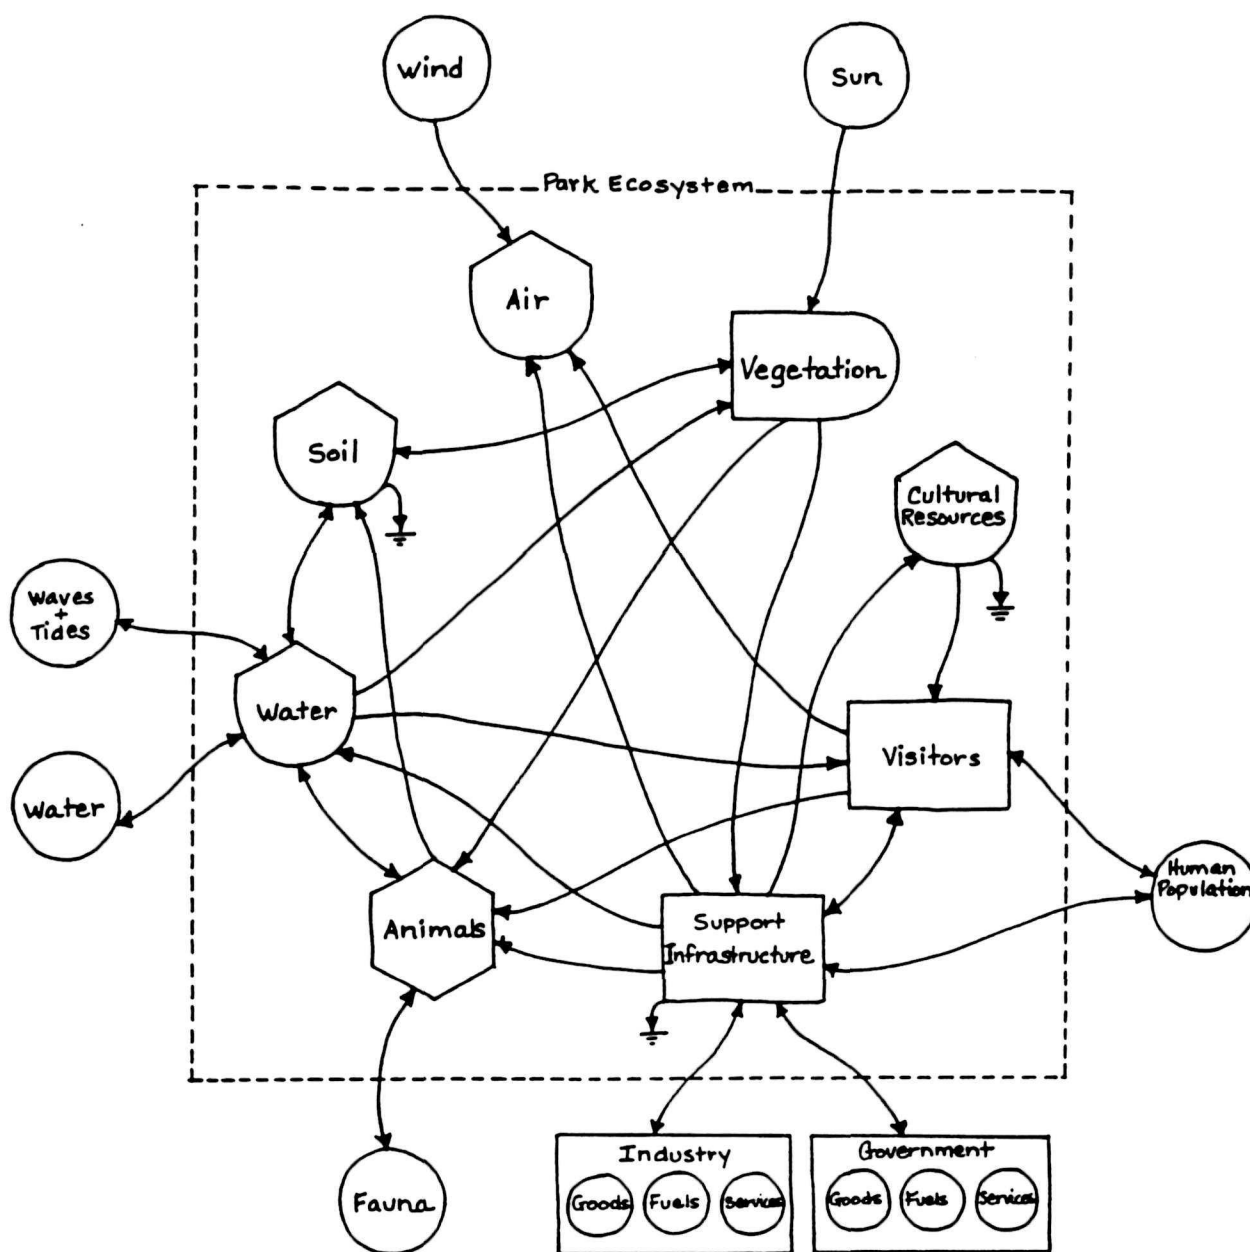 Wind
Sun
Park Ecosystem
Air
Vegetation
Soil
Cultural
Resources
Waves
+
Tides
Water
Visitors
Water
Human
Population
Animals
Support
Infrastructure
Fauna
Industry
Goods Fuels Services
Government
Goods Fuels Services